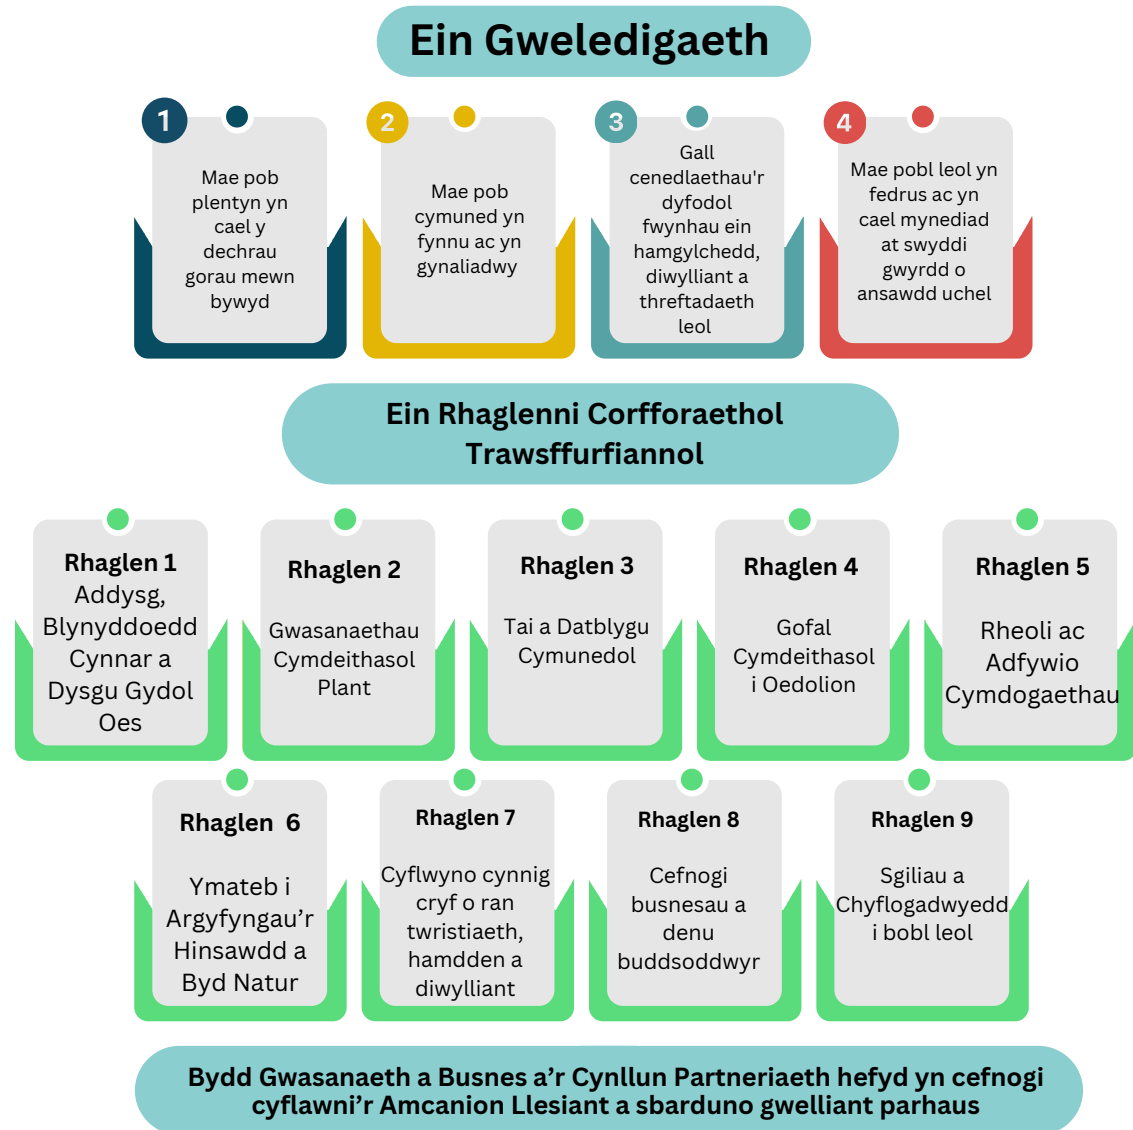 Ein Gweledigaeth
1
Mae pob
plentyn yn
cael y
dechrau
gorau mewn
bywyd
2
Mae pob
cymuned yn
fynnu ac yn
gynaliadwy
3
Gall
cenedlaethau'r
dyfodol
fwynhau ein
hamgylchedd,
diwylliant a
threftadaeth
leol
4
Mae pobl leol yn
fedrus ac yn
cael mynediad
at swyddi
gwyrdd o
ansawdd uchel
Ein Rhaglenni Corfforaethol
Trawsffurfiannol
Rhaglen 1
Addysg,
Blynyddoedd
Cynnar a
Dysgu Gydol
Oes
Rhaglen 2
Gwasanaethau
Cymdeithasol
Plant
Rhaglen 3
Tai a Datblygu
Cymunedol
Rhaglen 4
Gofal
Cymdeithasol
i Oedolion
Rhaglen 5
Rheoli ac
Adfywio
Cymdogaethau
Rhaglen 6
Ymateb i
Argyfyngau’r
Hinsawdd a
Byd Natur
Rhaglen 7
Cyflwyno cynnig
cryf o ran
twristiaeth,
hamdden a
diwylliant
Rhaglen 8
Cefnogi
busnesau a
denu
buddsoddwyr
Rhaglen 9
Sgiliau a
Chyflogadwyedd
i bobl leol
Bydd Gwasanaeth a Busnes a’r Cynllun Partneriaeth hefyd yn cefnogi
cyflawni’r Amcanion Llesiant a sbarduno gwelliant parhaus